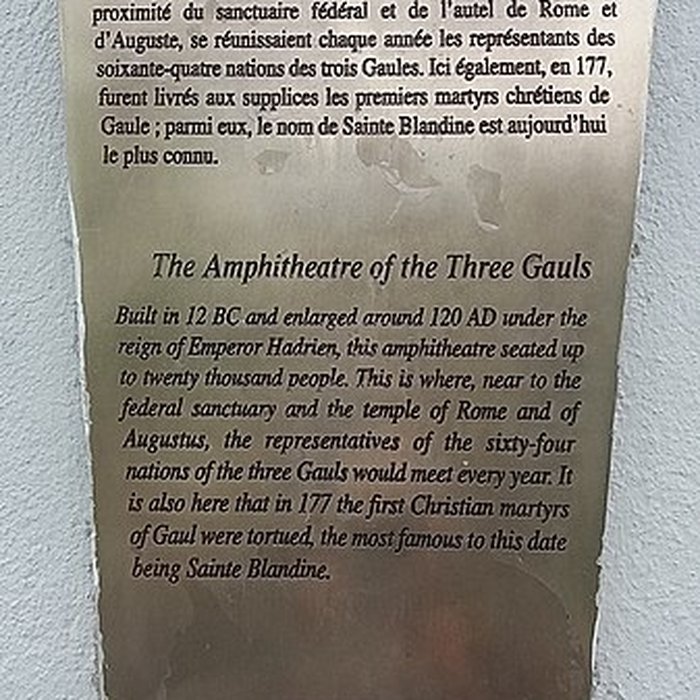 proximité du sanctuaire fédéral et de l'autel de Rome et
d'Auguste, se réunissaient chaque année les représentants des
soixante-quatre nations des trois Gaules. Ici également, en 177,
furent livrés aux supplices les premiers martyrs chrétiens de
Gaule ; parmi eux, le nom de Sainte Blandine est aujourd'hui
le plus connu.
The Amphitheatre of the Three Gauls
Built in 12 BC and enlarged around 120 AD under the
reign of Emperor Hadrien, this amphitheatre seated up
to twenty thousand people. This is where, near to the
federal sanctuary and the temple of Rome and of
Augustus, the representatives of the sixty-four
nations of the three Gauls would meet every year. It
is also here that in 177 the first Christian martyrs
of Gaul were tortued, the most famous to this date
being Sainte Blandine.